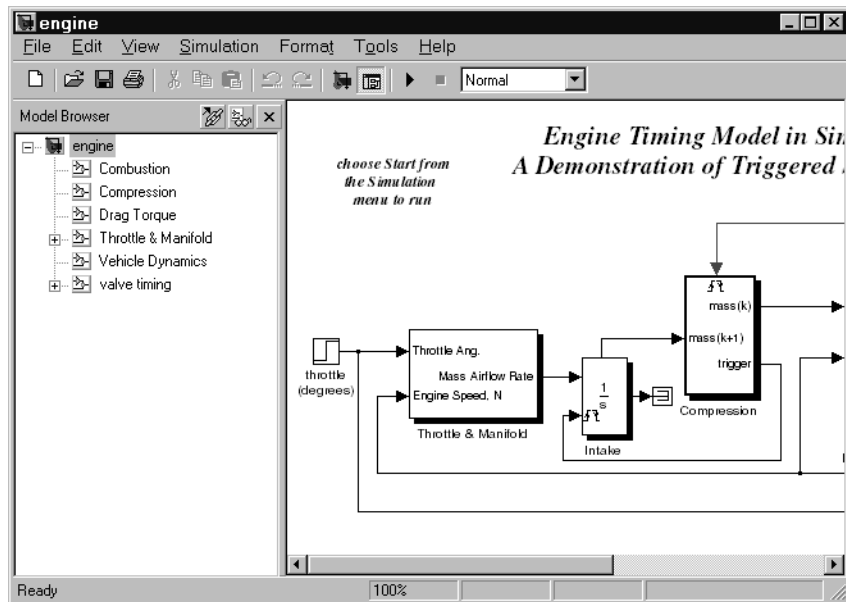 engine
File Edit View Simulation Format Tools Help
Normal
Model Browser
engine
Combustion
Compression
Drag Torque
Throttle & Manifold
Vehicle Dynamics
valve timing
Engine Timing Model in
A Demonstration of Triggered
choose Start from
the Simulation
menu to run
throttle
(degrees)
Throttle Ang.
Mass Airflow Rate
Engine Speed, N
Throttle & Manifold
1
s
Intake
mass(k)
mass(k+1)
trigger
Compression
Ready
100%